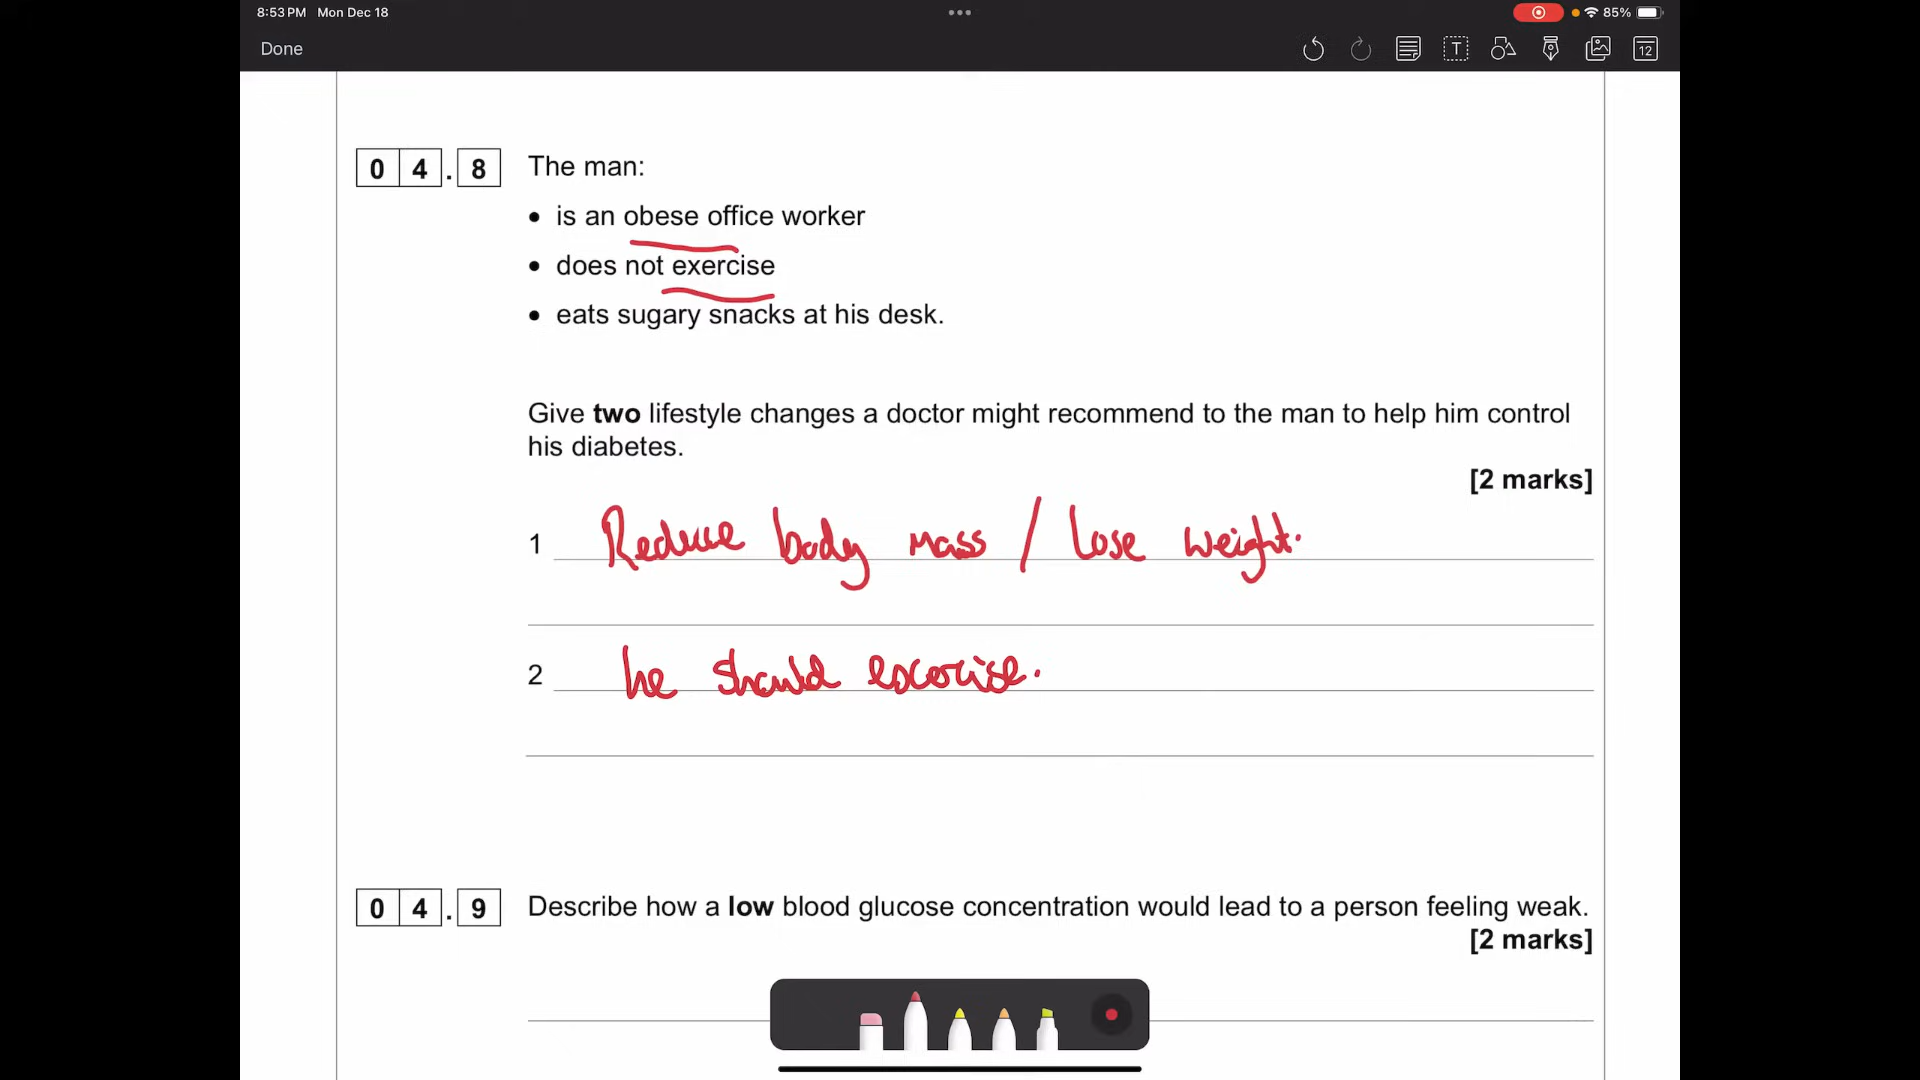 8:53 PM Mon Dec 18
85%
Done
T
12
0 4 . 8 The man:
• is an obese office worker
• does not exercise
• eats sugary snacks at his desk.
Give two lifestyle changes a doctor might recommend to the man to help him control
his diabetes.
[2 marks]
1 Reduce body mass / lose weight.
2 he should excercise.
0 4 . 9 Describe how a low blood glucose concentration would lead to a person feeling weak.
[2 marks]